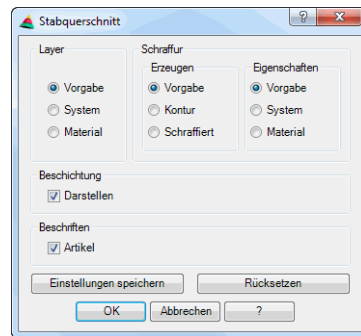 Stabquerschnitt
Layer
Schraffur
Erzeugen
Eigenschaften
Vorgabe
Vorgabe
Vorgabe
System
Kontur
System
Material
Schraffiert
Material
Beschichtung
Darstellen
Beschriften
Artikel
Einstellungen speichern
Rücksetzen
OK
Abbrechen
?